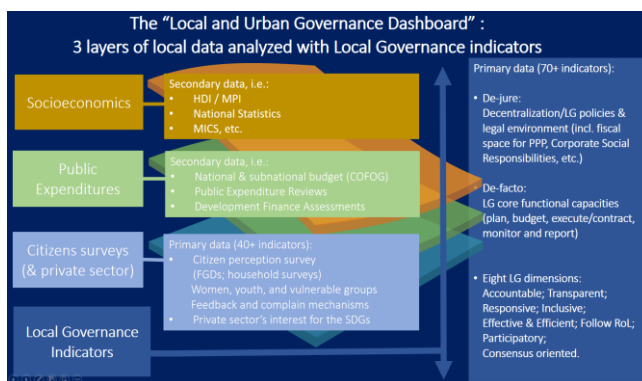 The “Local and Urban Governance Dashboard” :
3 layers of local data analyzed with Local Governance indicators
Socioeconomics
Secondary data, i.e.:
• HDI / MPI
• National Statistics
• MICS, etc.
Public
Expenditures
Secondary data, i.e.:
• National & subnational budget (COFOG)
• Public Expenditure Reviews
• Development Finance Assessments
Citizens surveys
(& private sector)
Primary data (40+ indicators):
• Citizen perception survey
(FGDs; household surveys)
Women, youth, and vulnerable groups
Feedback and complain mechanisms
• Private sector’s interest for the SDGs
Local Governance
Indicators
Primary data (70+ indicators):
• De-jure:
Decentralization/LG policies &
legal environment (incl. fiscal
space for PPP, Corporate Social
Responsibilities, etc.)
• De-facto:
LG core functional capacities
(plan, budget, execute/contract,
monitor and report)
• Eight LG dimensions:
Accountable; Transparent;
Responsive; Inclusive;
Effective & Efficient; Follow RoL;
Participatory;
Consensus oriented.